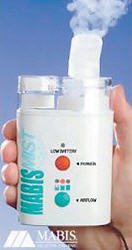 MABISMIST
LOW BATTERY
◄ POWER
◄ AIRFLOW
MABIS